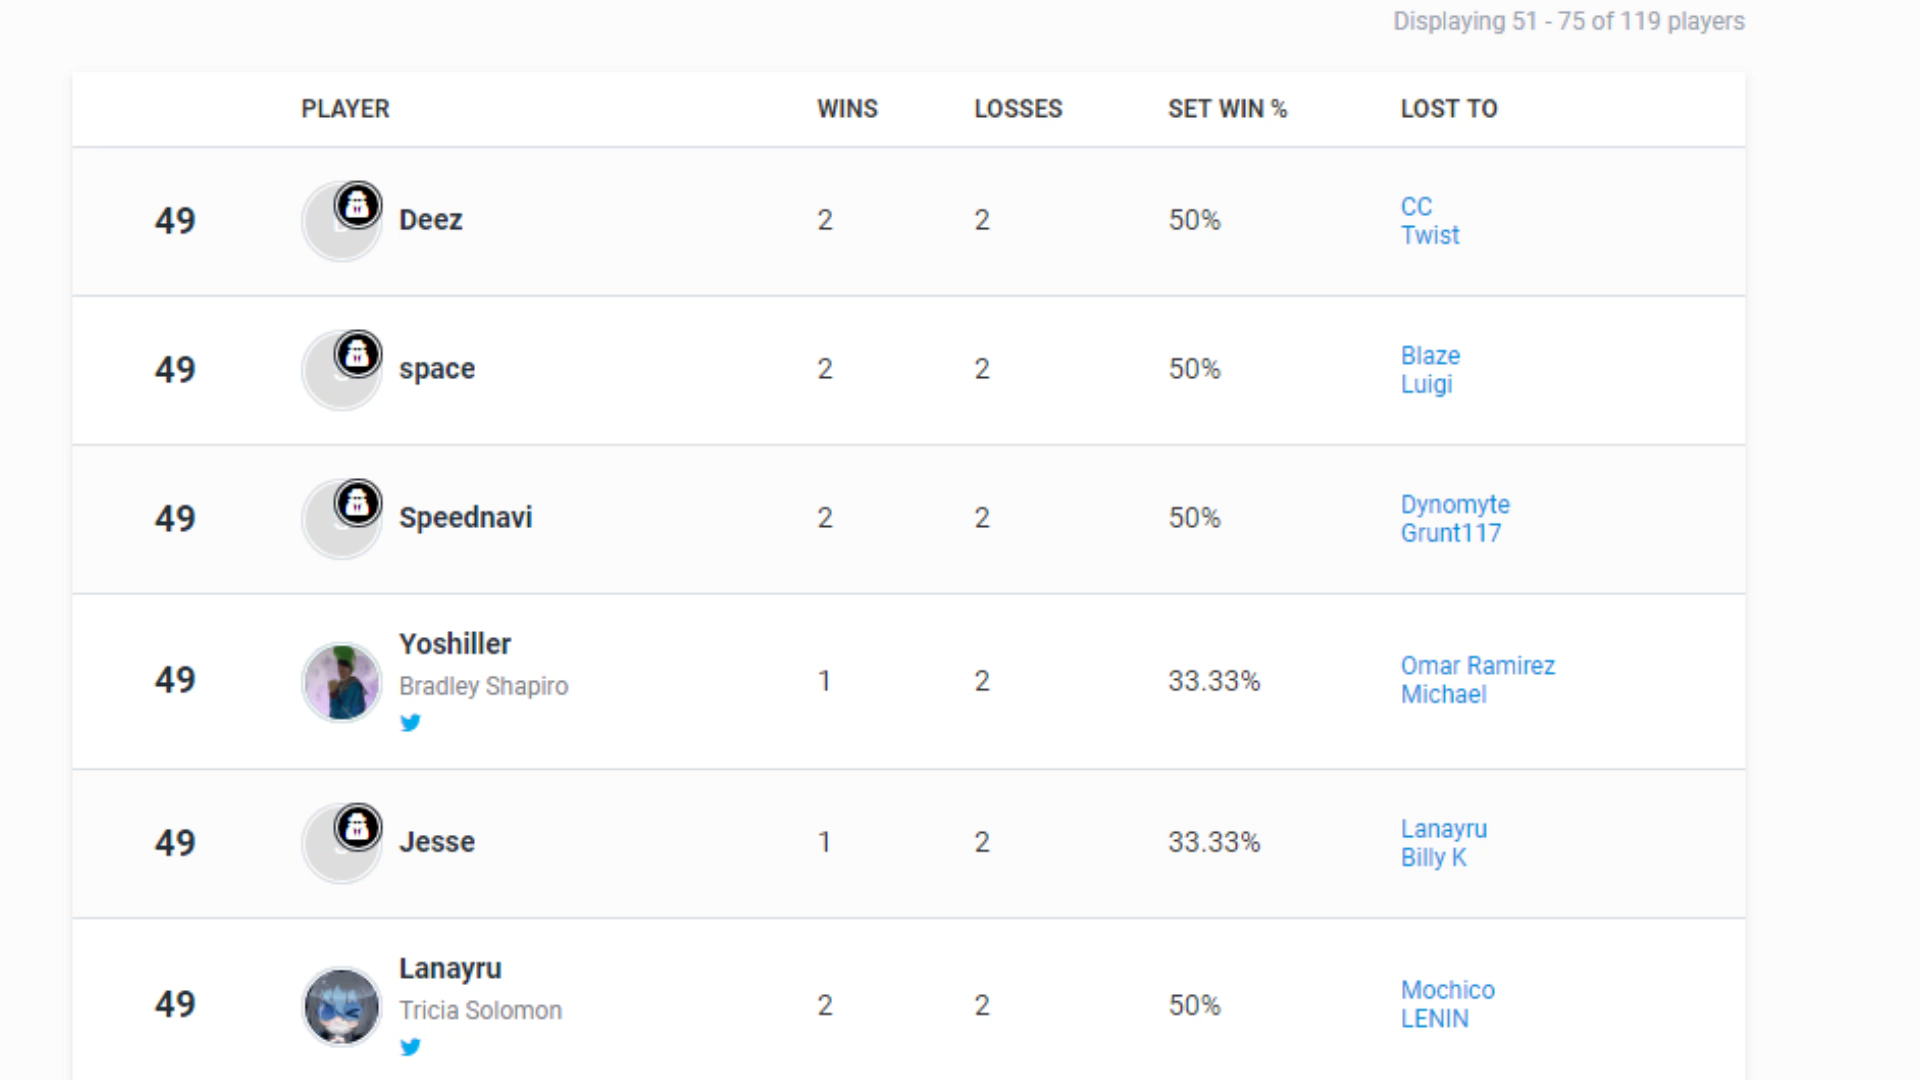 Displaying 51 - 75 of 119 players
PLAYER WINS LOSSES SET WIN % LOST TO
49 Deez 2 2 50% CC
Twist
49 space 2 2 50% Blaze
Luigi
49 Speednavi 2 2 50% Dynomyte
Grunt117
49 Yoshiller 1 2 33.33% Omar Ramirez
Bradley Shapiro Michael
49 Jesse 1 2 33.33% Lanayru
Billy K
49 Lanayru 2 2 50% Mochico
Tricia Solomon LENIN